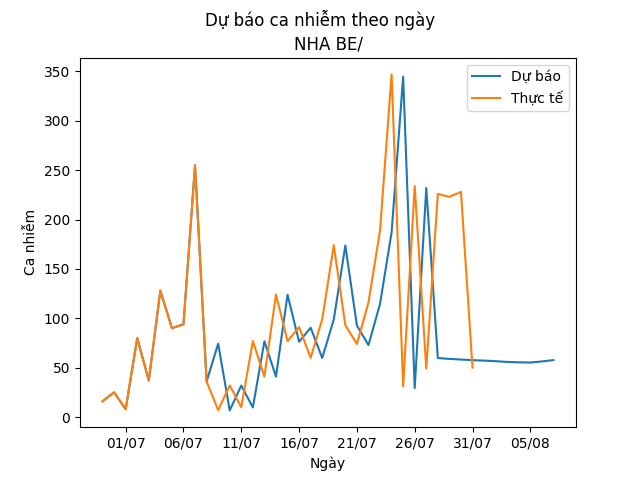 Dự báo ca nhiễm theo ngày
NHA BE/
Dự báo
Thực tế
Ca nhiễm
350
300
250
200
150
100
50
0
01/07 06/07 11/07 16/07 21/07 26/07 31/07 05/08
Ngày